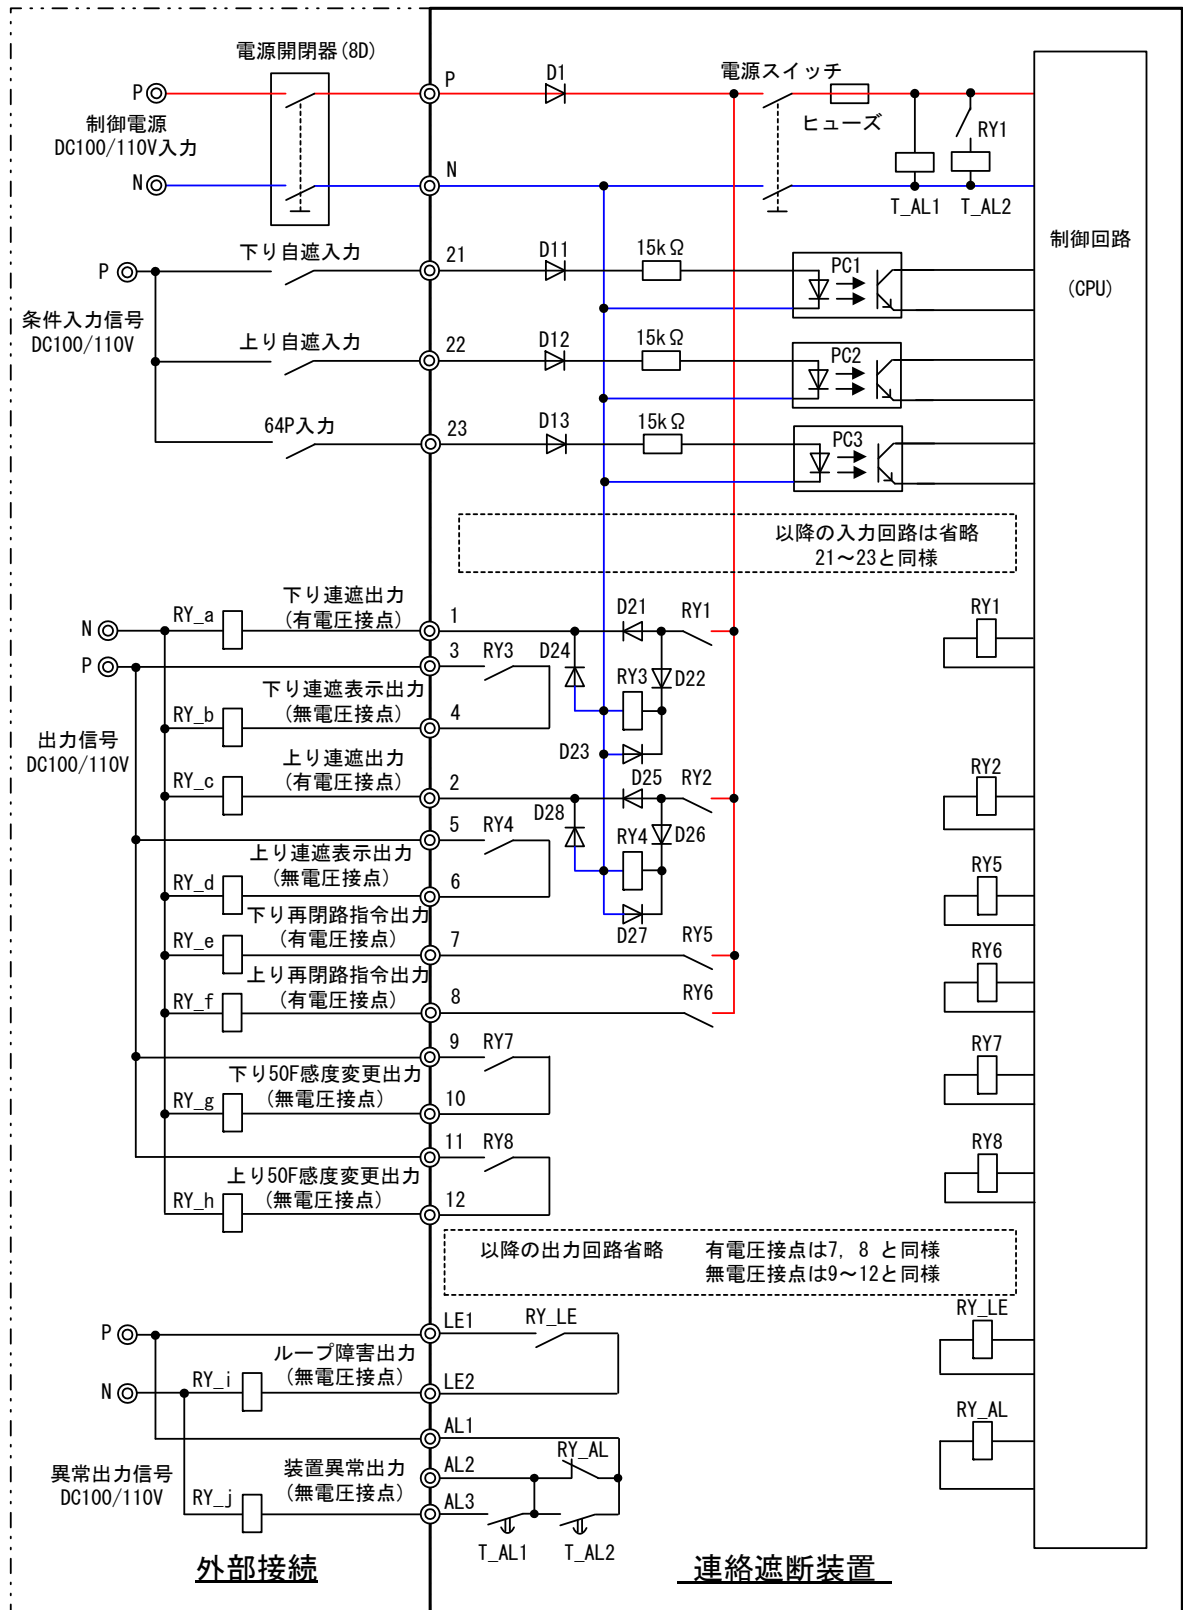 電源開閉器(8D)
P
制御電源
DC100/110V入力
N
P
N
D1
電源スイッチ
ヒューズ
RY1
T_AL1
T_AL2
制御回路
(CPU)
P
条件入力信号
DC100/110V
下り自遮入力
21
D11
15kΩ
PC1
上り自遮入力
22
D12
15kΩ
PC2
64P入力
23
D13
15kΩ
PC3
以降の入力回路は省略
21～23と同様
N
P
出力信号
DC100/110V
RY_a
下り連遮出力
(有電圧接点)
1
D21
RY1
RY1
3
RY3
D24
RY3
D22
RY_b
下り連遮表示出力
(無電圧接点)
4
D23
RY_c
上り連遮出力
(有電圧接点)
2
D25
RY2
RY2
D28
5
RY4
RY4
D26
RY_d
上り連遮表示出力
(無電圧接点)
6
D27
RY5
RY_e
下り再閉路指令出力
(有電圧接点)
7
RY5
RY6
RY_f
上り再閉路指令出力
(有電圧接点)
8
RY6
9
RY7
RY7
RY_g
下り50F感度変更出力
(無電圧接点)
10
11
RY8
RY8
RY_h
上り50F感度変更出力
(無電圧接点)
12
以降の出力回路省略
有電圧接点は7, 8 と同様
無電圧接点は9～12と同様
P
N
LE1
RY_LE
RY_LE
RY_i
ループ障害出力
(無電圧接点)
LE2
AL1
RY_AL
RY_AL
AL2
異常出力信号
DC100/110V
RY_j
装置異常出力
(無電圧接点)
AL3
T_AL1
T_AL2
外部接続
連絡遮断装置